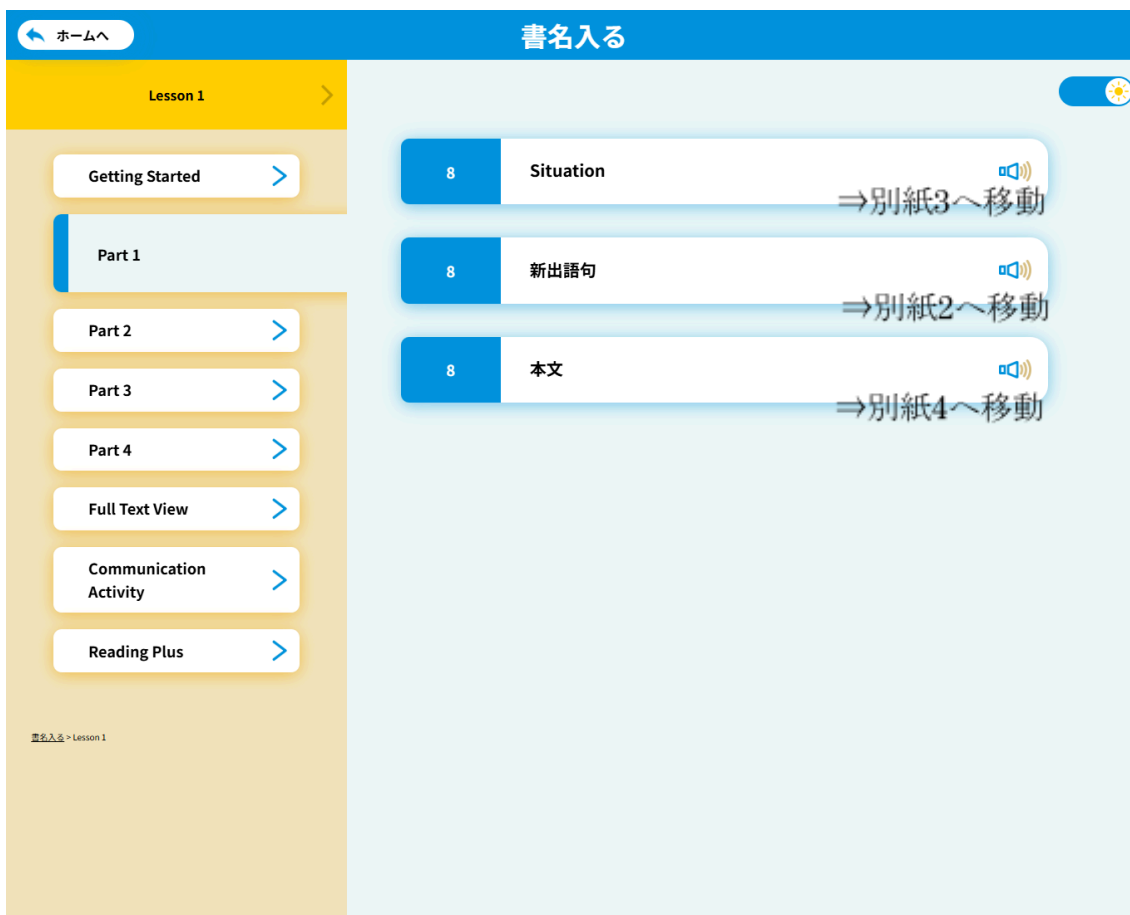 ホームへ
書名入る
Lesson 1
Getting Started
Part 1
Part 2
Part 3
Part 4
Full Text View
Communication
Activity
Reading Plus
書名入る > Lesson 1
8 Situation
⇒別紙3へ移動
8 新出語句
⇒別紙2へ移動
8 本文
⇒別紙4へ移動